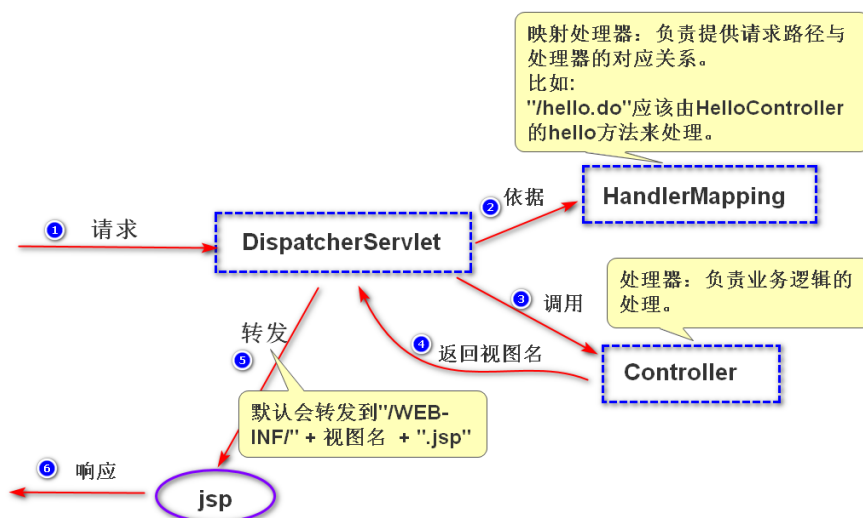 映射处理器：负责提供请求路径与
处理器的对应关系。
比如:
"/hello.do"应该由HelloController
的hello方法来处理。
1 请求
DispatcherServlet
2 依据
HandlerMapping
处理器：负责业务逻辑的
处理。
3 调用
4 返回视图名
Controller
转发
5
默认会转发到"/WEB-
INF/" + 视图名 + ".jsp"
6 响应
jsp